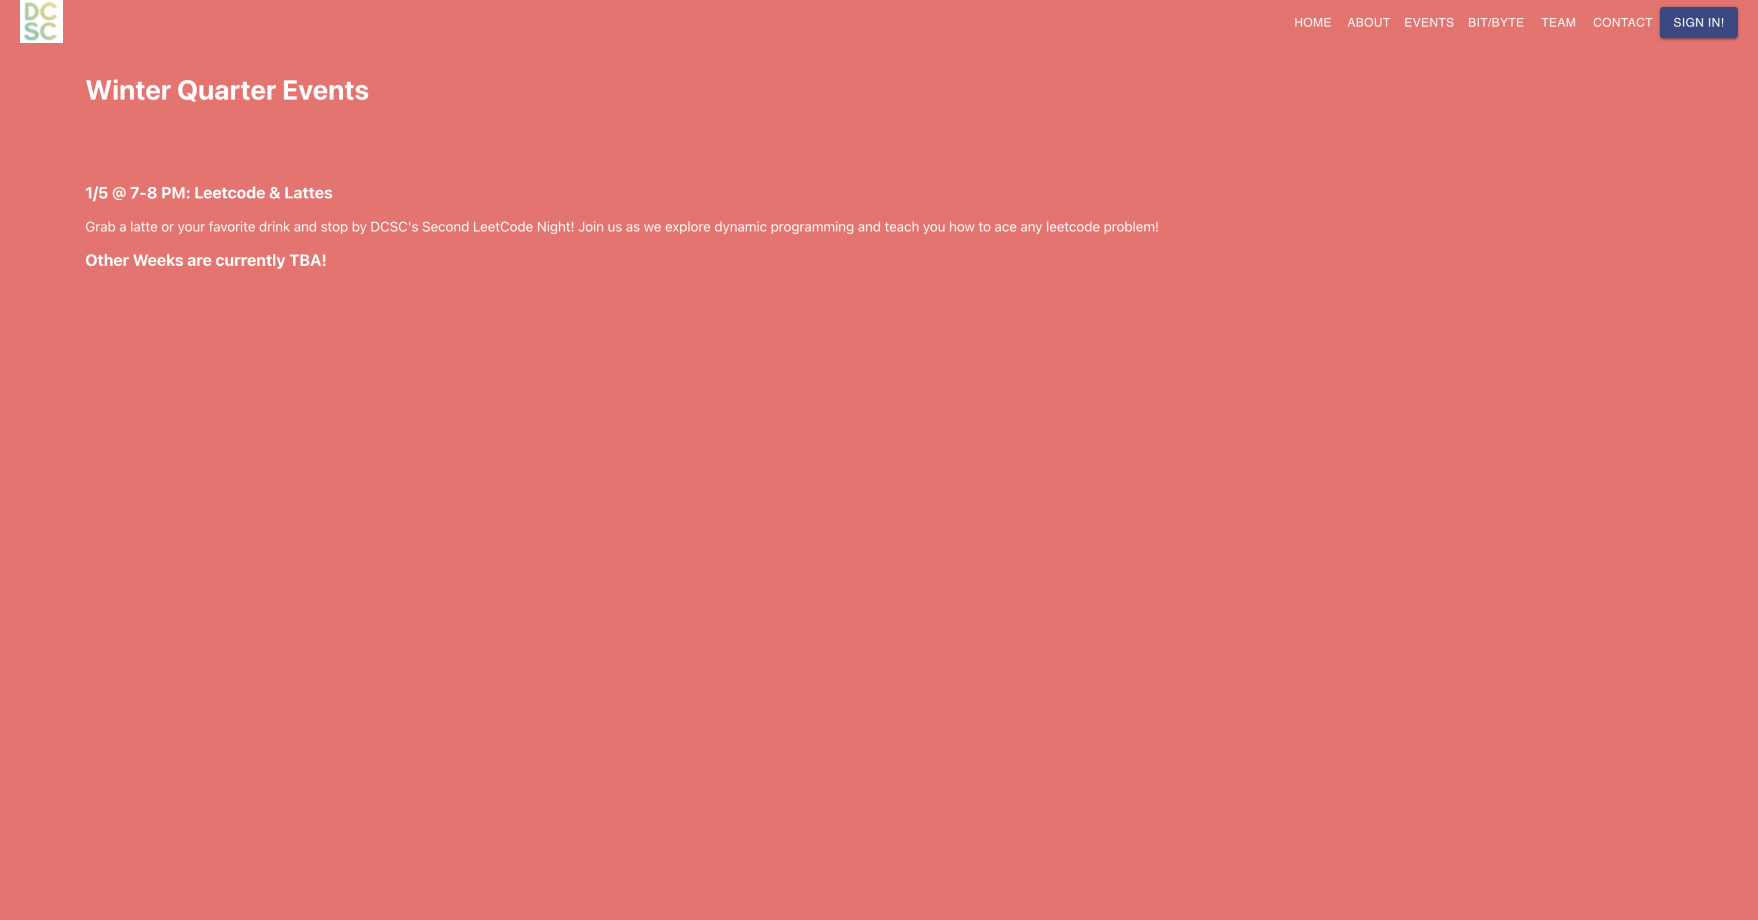 DC
SC
HOME ABOUT EVENTS BIT/BYTE TEAM CONTACT SIGN IN!
Winter Quarter Events
1/5 @ 7-8 PM: Leetcode & Lattes
Grab a latte or your favorite drink and stop by DCSC's Second LeetCode Night! Join us as we explore dynamic programming and teach you how to ace any leetcode problem!
Other Weeks are currently TBA!